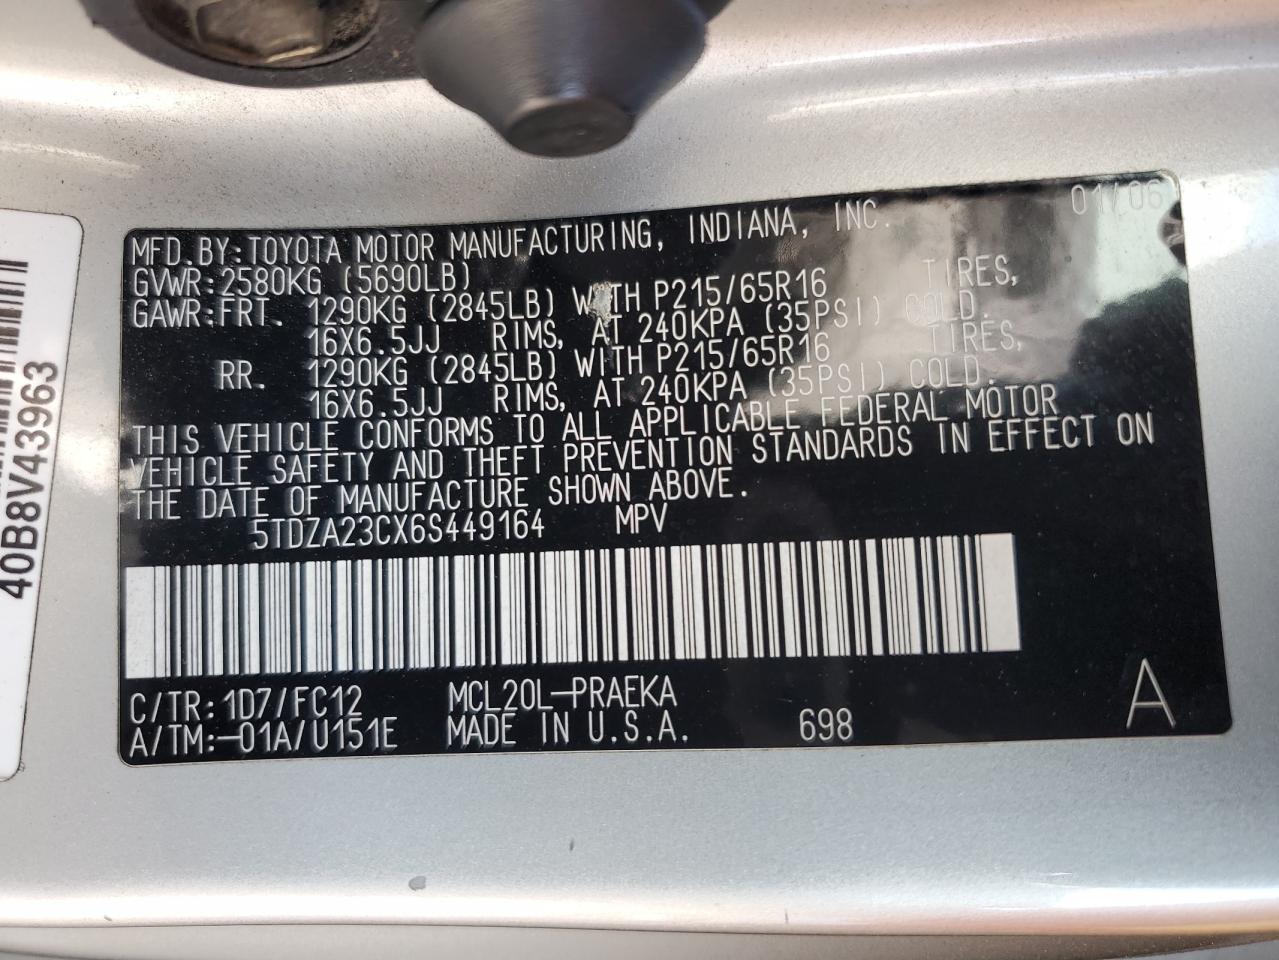 01/06
MFD.BY:TOYOTA MOTOR MANUFACTURING, INDIANA, INC.
GVWR:2580KG (5690LB)
GAWR:FRT. 1290KG (2845LB) WITH P215/65R16 TIRES,
16X6.5JJ RIMS, AT 240KPA (35PSI) COLD.
RR. 1290KG (2845LB) WITH P215/65R16 TIRES,
16X6.5JJ RIMS, AT 240KPA (35PSI) COLD.
THIS VEHICLE CONFORMS TO ALL APPLICABLE FEDERAL MOTOR
VEHICLE SAFETY AND THEFT PREVENTION STANDARDS IN EFFECT ON
THE DATE OF MANUFACTURE SHOWN ABOVE.
5TDZA23CX6S449164 MPV
C/TR:1D7/FC12 MCL20L-PRAEKA
A/TM:-01A/U151E MADE IN U.S.A. 698 A
40B8V43963